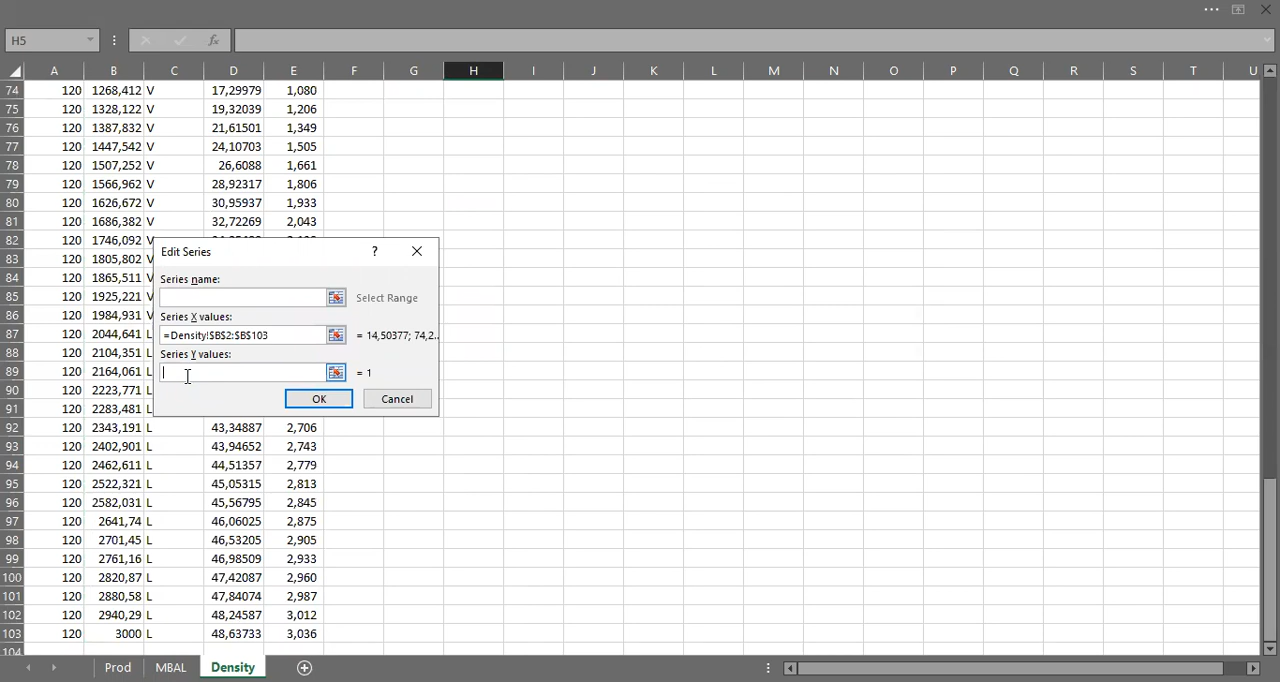 H5
A B C D E F G H I J K L M N O P Q R S T U
74 120 1268,412 V 17,29979 1,080
75 120 1328,122 V 19,32039 1,206
76 120 1387,832 V 21,61501 1,349
77 120 1447,542 V 24,10703 1,505
78 120 1507,252 V 26,6088 1,661
79 120 1566,962 V 28,92317 1,806
80 120 1626,672 V 30,95937 1,933
81 120 1686,382 V 32,72269 2,043
82 120 1746,092 V
83 120 1805,802 V
84 120 1865,511 V
85 120 1925,221 V
86 120 1984,931 V
87 120 2044,641 L
88 120 2104,351 L
89 120 2164,061 L
90 120 2223,771 L
91 120 2283,481 L
92 120 2343,191 L 43,34887 2,706
93 120 2402,901 L 43,94652 2,743
94 120 2462,611 L 44,51357 2,779
95 120 2522,321 L 45,05315 2,813
96 120 2582,031 L 45,56795 2,845
97 120 2641,74 L 46,06025 2,875
98 120 2701,45 L 46,53205 2,905
99 120 2761,16 L 46,98509 2,933
100 120 2820,87 L 47,42087 2,960
101 120 2880,58 L 47,84074 2,987
102 120 2940,29 L 48,24587 3,012
103 120 3000 L 48,63733 3,036
104
Edit Series ?
Series name:
Select Range
Series X values:
=Density!$B$2:$B$103 = 14,50377; 74,2...
Series Y values:
= 1
OK Cancel
Prod MBAL Density